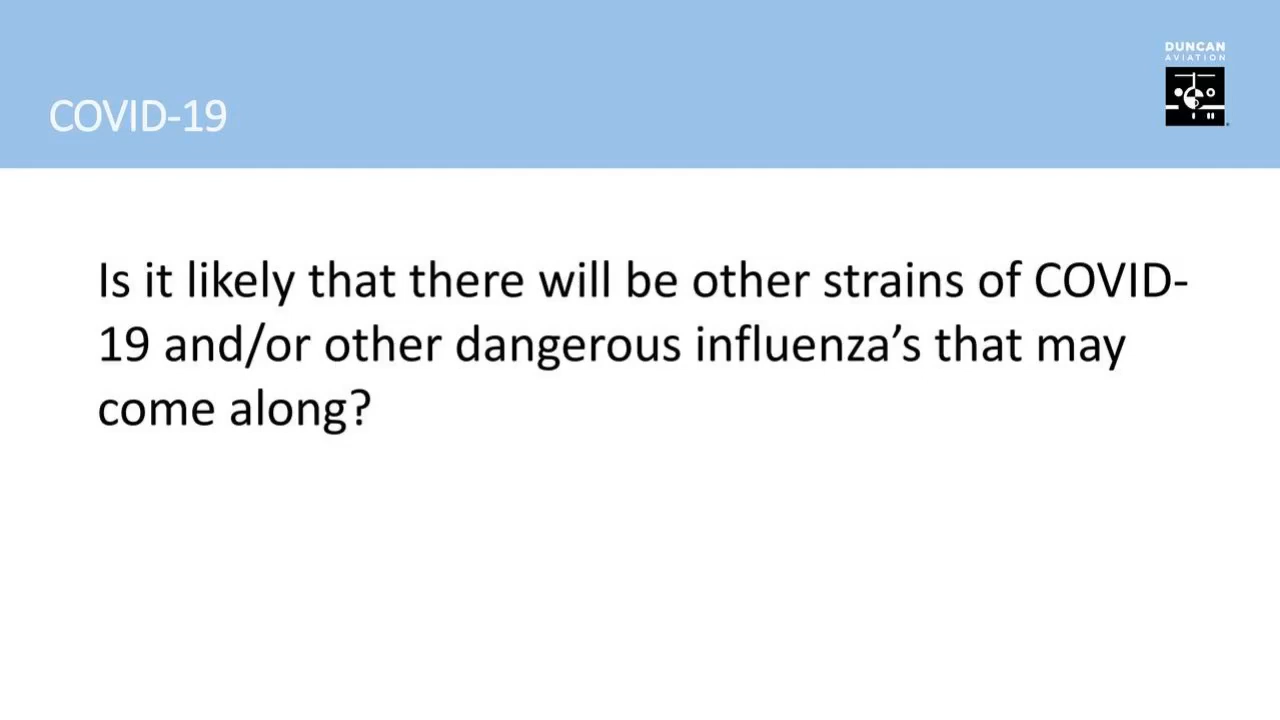 DUNCAN
AVIATION
COVID-19
Is it likely that there will be other strains of COVID-
19 and/or other dangerous influenza’s that may
come along?